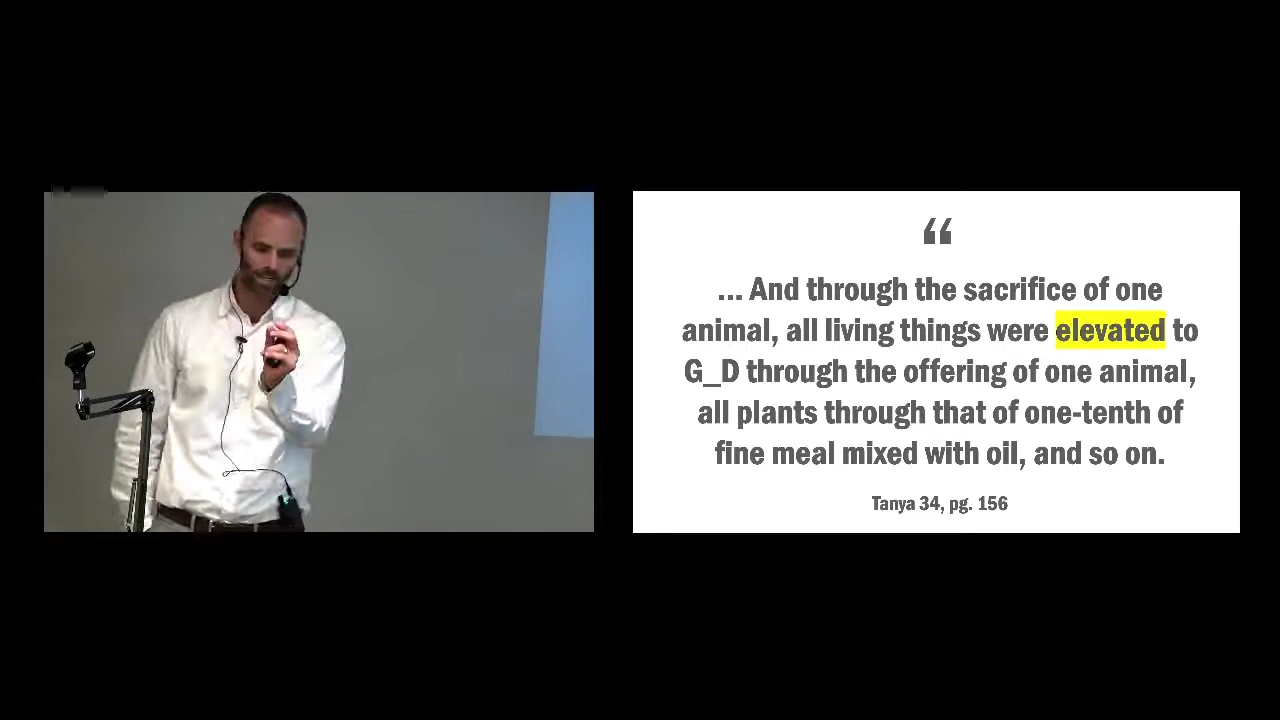 “
... And through the sacrifice of one
animal, all living things were elevated to
G_D through the offering of one animal,
all plants through that of one-tenth of
fine meal mixed with oil, and so on.
Tanya 34, pg. 156